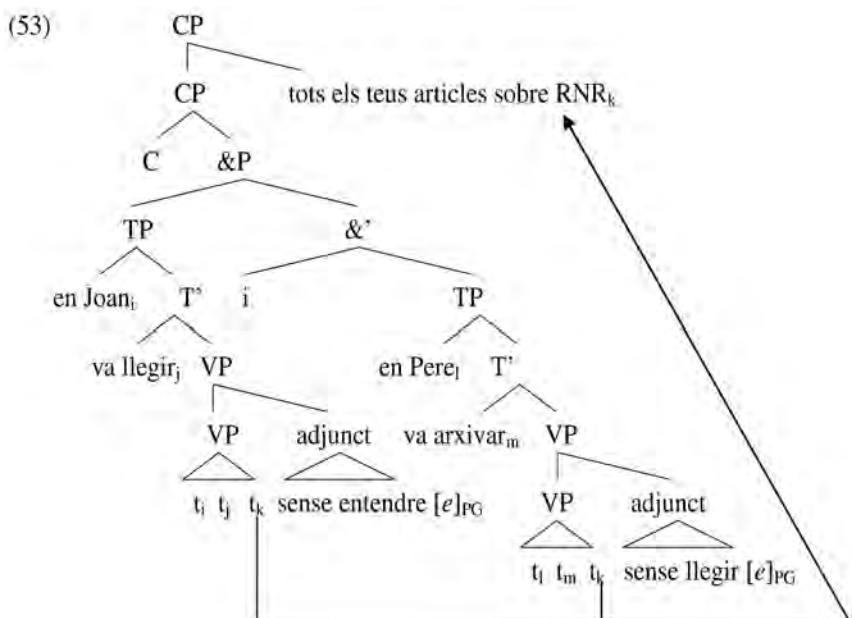 (53) CP
CP tots els teus articles sobre RNRₖ
C &P
TP &’
en Joanᵢ T’ i TP
va llegirⱼ VP en Pereₗ T’
VP adjunct va arxivarₘ VP
tᵢ tⱼ tₖ sense entendre [e]PG VP adjunct
tₗ tₘ tₖ sense llegir [e]PG